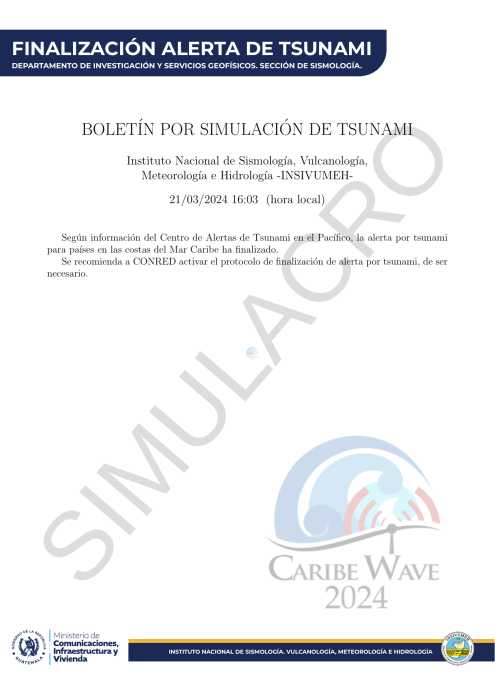 FINALIZACIÓN ALERTA DE TSUNAMI
DEPARTAMENTO DE INVESTIGACIÓN Y SERVICIOS GEOFÍSICOS. SECCIÓN DE SISMOLOGÍA.
BOLETÍN POR SIMULACIÓN DE TSUNAMI
Instituto Nacional de Sismología, Vulcanología,
Meteorología e Hidrología -INSIVUMEH-
21/03/2024 16:03 (hora local)
Según información del Centro de Alertas de Tsunami en el Pacífico, la alerta por tsunami
para países en las costas del Mar Caribe ha finalizado.
Se recomienda a CONRED activar el protocolo de finalización de alerta por tsunami, de ser
necesario.
SIMULACRO
CARIBE WAVE
2024
GUATEMALA
Ministerio de
Comunicaciones,
Infraestructura y
Vivienda
INSTITUTO NACIONAL DE SISMOLOGÍA. VULCANOLOGÍA, METEOROLOGÍA E HIDROLOGÍA
INSIVUMEH